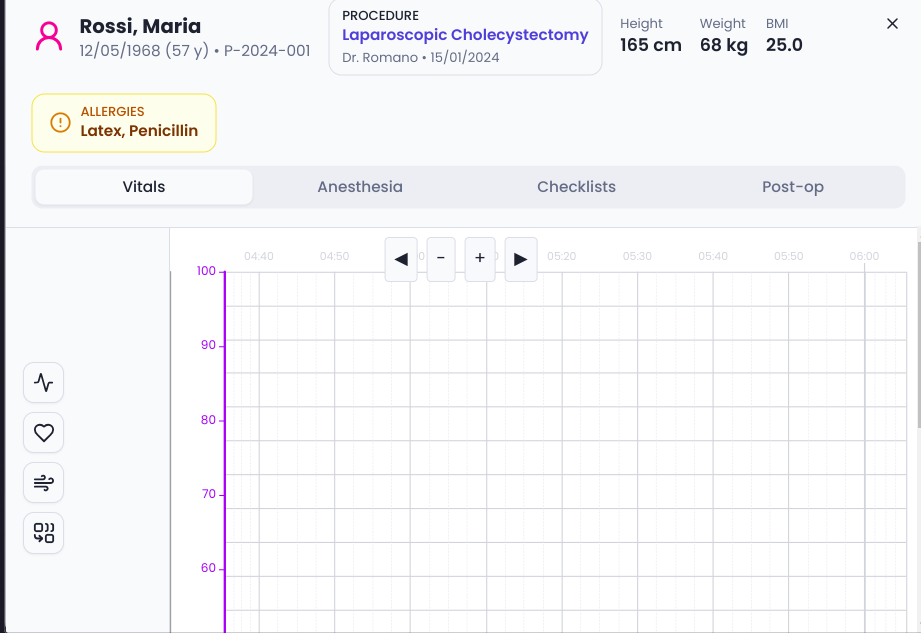 Rossi, Maria
12/05/1968 (57 y) • P-2024-001
PROCEDURE
Laparoscopic Cholecystectomy
Dr. Romano • 15/01/2024
Height
165 cm
Weight
68 kg
BMI
25.0
ALLERGIES
Latex, Penicillin
Vitals
Anesthesia
Checklists
Post-op
04:40
04:50
◀
-
+
▶
05:20
05:30
05:40
05:50
06:00
100
90
80
70
60